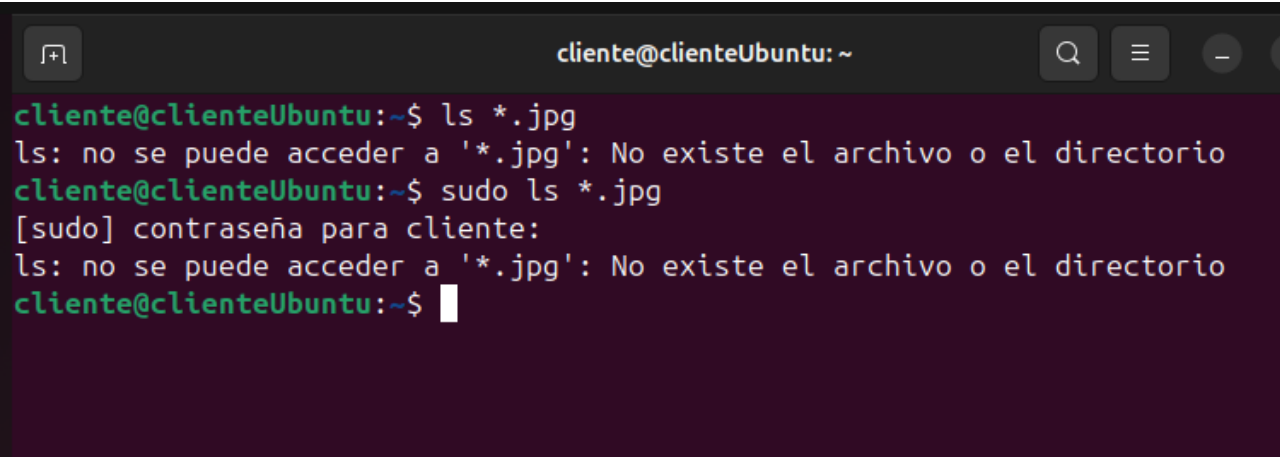 cliente@clienteUbuntu: ~
cliente@clienteUbuntu:~$ ls *.jpg
ls: no se puede acceder a '*.jpg': No existe el archivo o el directorio
cliente@clienteUbuntu:~$ sudo ls *.jpg
[sudo] contraseña para cliente:
ls: no se puede acceder a '*.jpg': No existe el archivo o el directorio
cliente@clienteUbuntu:~$